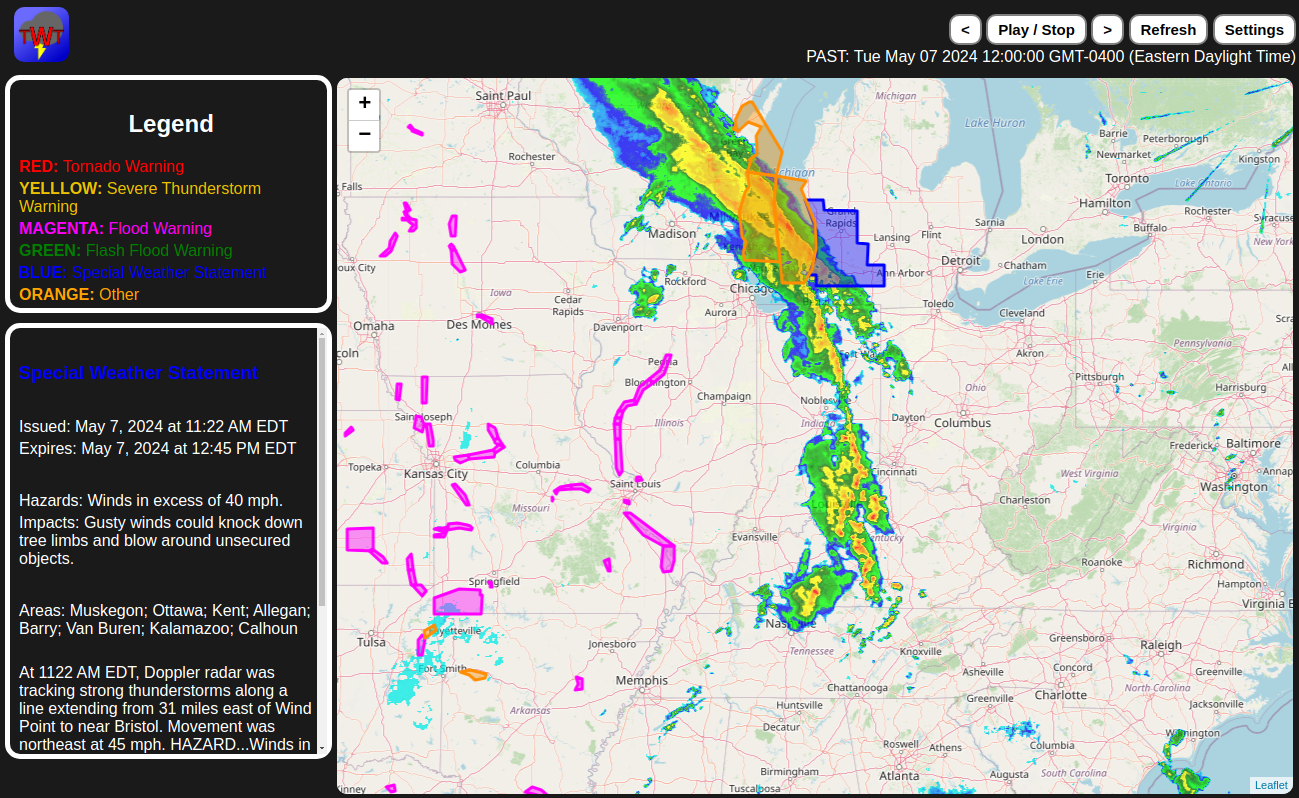 TWT
<
Play / Stop
>
Refresh
Settings
PAST: Tue May 07 2024 12:00:00 GMT-0400 (Eastern Daylight Time)
Legend
RED: Tornado Warning
YELLLOW: Severe Thunderstorm
Warning
MAGENTA: Flood Warning
GREEN: Flash Flood Warning
BLUE: Special Weather Statement
ORANGE: Other
Special Weather Statement
Issued: May 7, 2024 at 11:22 AM EDT
Expires: May 7, 2024 at 12:45 PM EDT
Hazards: Winds in excess of 40 mph.
Impacts: Gusty winds could knock down
tree limbs and blow around unsecured
objects.
Areas: Muskegon; Ottawa; Kent; Allegan;
Barry; Van Buren; Kalamazoo; Calhoun
At 1122 AM EDT, Doppler radar was
tracking strong thunderstorms along a
line extending from 31 miles east of Wind
Point to near Bristol. Movement was
northeast at 45 mph. HAZARD...Winds in
+
−
Saint Paul
Michigan
Lake Huron
Barrie
Peterborough
Newmarket
Kingston
Rochester
Toronto
Lake Ontario
Falls
Hamilton
Rochester
Syracuse
Grand
Rapids
Sarnia
Buffalo
Madison
Lansing
Flint
London
New York
oux City
Detroit
Chatham
Ann Arbor
Erie
Lake Erie
Rockford
Iowa
Chicago
Cedar
Rapids
Toledo
Aurora
Cleveland
Omaha
Des Moines
Davenport
Scra
coln
Fort Wayne
Akron
Pennsylvania
Peoria
Pittsburgh
Bloomington
Ohio
Harrisburg
Champaign
Noblesville
Saint Joseph
Illinois
Indiana
Dayton
Columbus
Frederick
Baltimore
Topeka
Columbia
Kansas City
Cincinnati
West Virginia
Annap
Saint Louis
Washington
Missouri
Charleston
Virginia
Evansville
Kentucky
Roanoke
Richmond
Springfield
Hampton
Virginia B
Nashville
Fayetteville
Tulsa
Jonesboro
Tennessee
Knoxville
Greensboro
Raleigh
Fort Smith
Memphis
Asheville
Concord
Greenville
Chattanooga
Charlotte
North Carolina
Huntsville
Greenville
Jacksonville
Arkansas
Decatur
Wilmington
Roswell
Athens
Columbia
Birmingham
Atlanta
Augusta
South Carolina
Tuscaloosa
inney
Leaflet